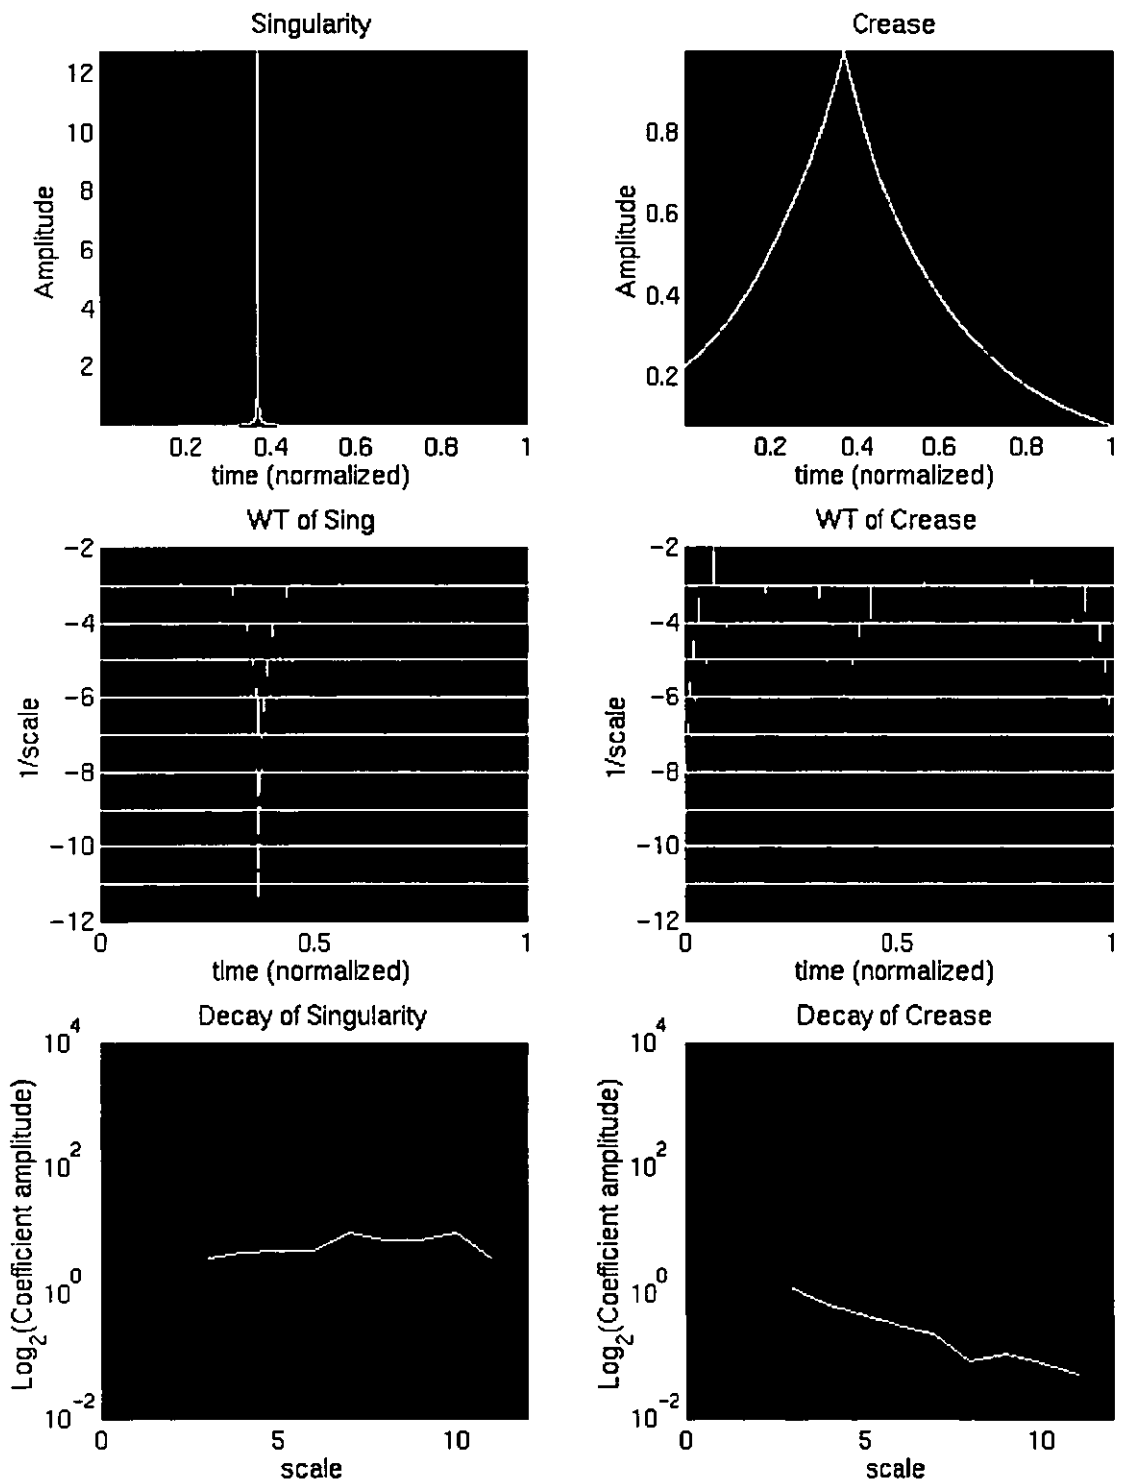 Singularity
Amplitude
12
10
8
6
4
2
0.2 0.4 0.6 0.8 1
time (normalized)
Crease
Amplitude
0.8
0.6
0.4
0.2
0.2 0.4 0.6 0.8 1
time (normalized)
WT of Sing
1/scale
-2
-4
-6
-8
-10
-12
0 0.5 1
time (normalized)
WT of Crease
1/scale
-2
-4
-6
-8
-10
-12
0 0.5 1
time (normalized)
Decay of Singularity
Log2(Coefficient amplitude)
10^4
10^2
10^0
10^-2
0 5 10
scale
Decay of Crease
Log2(Coefficient amplitude)
10^4
10^2
10^0
10^-2
0 5 10
scale